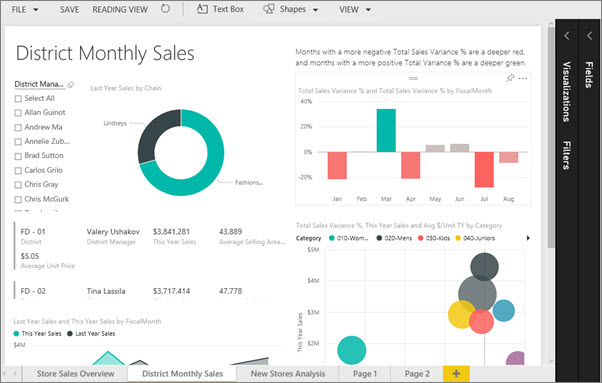 FILE SAVE READING VIEW Text Box Shapes VIEW
District Monthly Sales
Months with a more negative Total Sales Variance % are a deeper red,
and months with a more positive Total Variance % are a deeper green.
District Mana...
Select All
Allan Guinot
Andrew Ma
Annelie Zub...
Brad Sutton
Carlos Grilo
Chris Gray
Chris McGurk
Last Year Sales by Chain
Lindseys
Fashions...
Total Sales Variance % and Total Sales Variance % by FiscalMonth
40%
20%
0%
-20%
Jan Feb Mar Apr May Jun Jul Aug
FD - 01 Valery Ushakov $3,841,281 43,889
District District Manager This Year Sales Average Selling Area...
$5.05
Average Unit Price
FD - 02 Tina Lassila $3,717,414 47,778
Last Year Sales and This Year Sales by FiscalMonth
This Year Sales Last Year Sales
$4M
Total Sales Variance %, This Year Sales and Avg $/Unit TY by Category
Category 010-Wom... 020-Mens 030-Kids 040-Juniors
$5M
$4M
$3M
$2M
This Year Sales
Visualizations
Filters
Fields
Store Sales Overview District Monthly Sales New Stores Analysis Page 1 Page 2 +